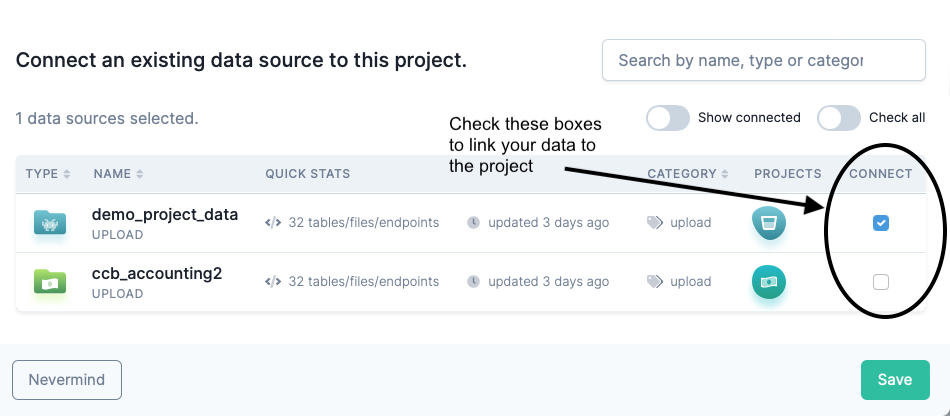 Connect an existing data source to this project.
Search by name, type or categor
1 data sources selected.
Show connected
Check all
Check these boxes
to link your data to
the project
TYPE NAME QUICK STATS CATEGORY PROJECTS CONNECT
demo_project_data
UPLOAD
</> 32 tables/files/endpoints updated 3 days ago upload
ccb_accounting2
UPLOAD
</> 32 tables/files/endpoints updated 3 days ago upload
Nevermind
Save